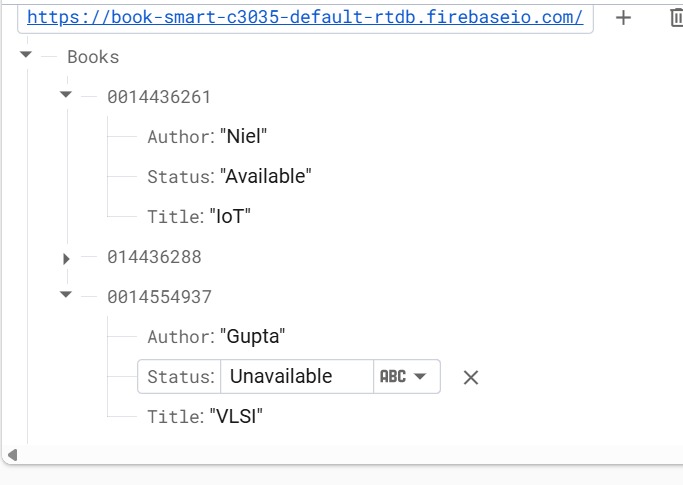 https://book-smart-c3035-default-rtdb.firebaseio.com/
Books
0014436261
Author: "Niel"
Status: "Available"
Title: "IoT"
014436288
0014554937
Author: "Gupta"
Status: Unavailable ABC
Title: "VLSI"